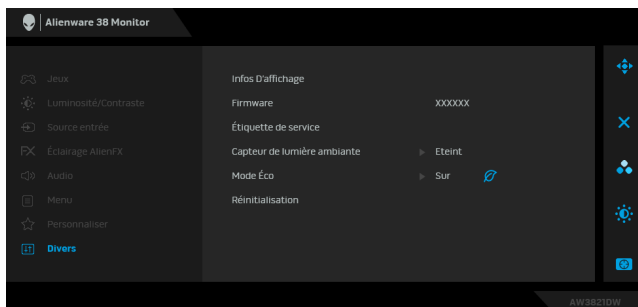 Alienware 38 Monitor
Jeux
Luminosité/Contraste
Source entrée
Éclairage AlienFX
Audio
Menu
Personnaliser
Divers
Infos D'affichage
Firmware XXXXXX
Étiquette de service
Capteur de lumière ambiante Eteint
Mode Éco Sur
Réinitialisation
AW3821DW